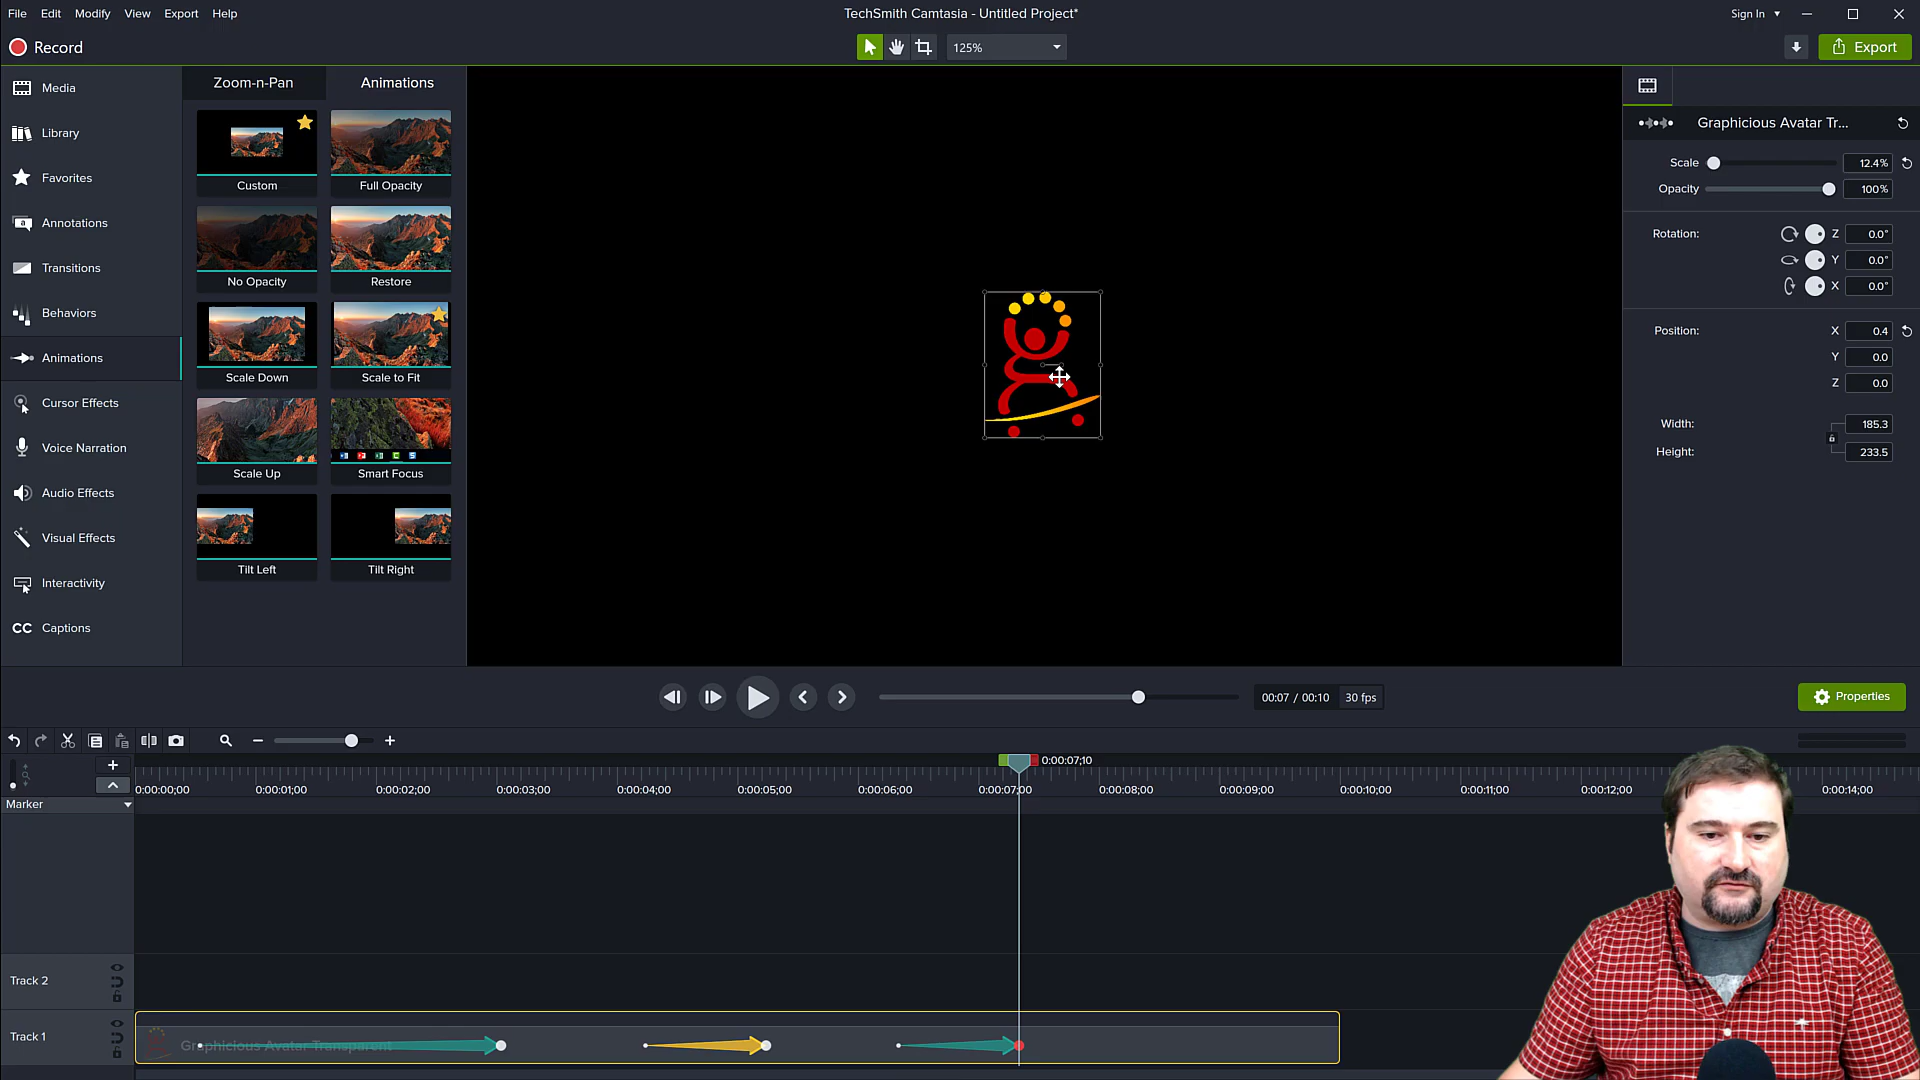 File Edit Modify View Export Help
TechSmith Camtasia - Untitled Project*
Sign In
Record
125%
Export
Media
Library
Favorites
Annotations
Transitions
Behaviors
Animations
Cursor Effects
Voice Narration
Audio Effects
Visual Effects
Interactivity
CC Captions
Zoom-n-Pan Animations
Custom Full Opacity
No Opacity Restore
Scale Down Scale to Fit
Scale Up Smart Focus
Tilt Left Tilt Right
Graphicious Avatar Tr...
Scale 12.4%
Opacity 100%
Rotation: Z 0.0°
Y 0.0°
X 0.0°
Position: X 0.4
Y 0.0
Z 0.0
Width: 185.3
Height: 233.5
00:07 / 00:10 30 fps
Properties
0:00:07;10
0:00:00;00 0:00:01;00 0:00:02;00 0:00:03;00 0:00:04;00 0:00:05;00 0:00:06;00 0:00:07;00 0:00:08;00 0:00:09;00 0:00:10;00 0:00:11;00 0:00:12;00 0:00:14;00
Marker
Track 2
Track 1
Graphicious Avatar Transparent